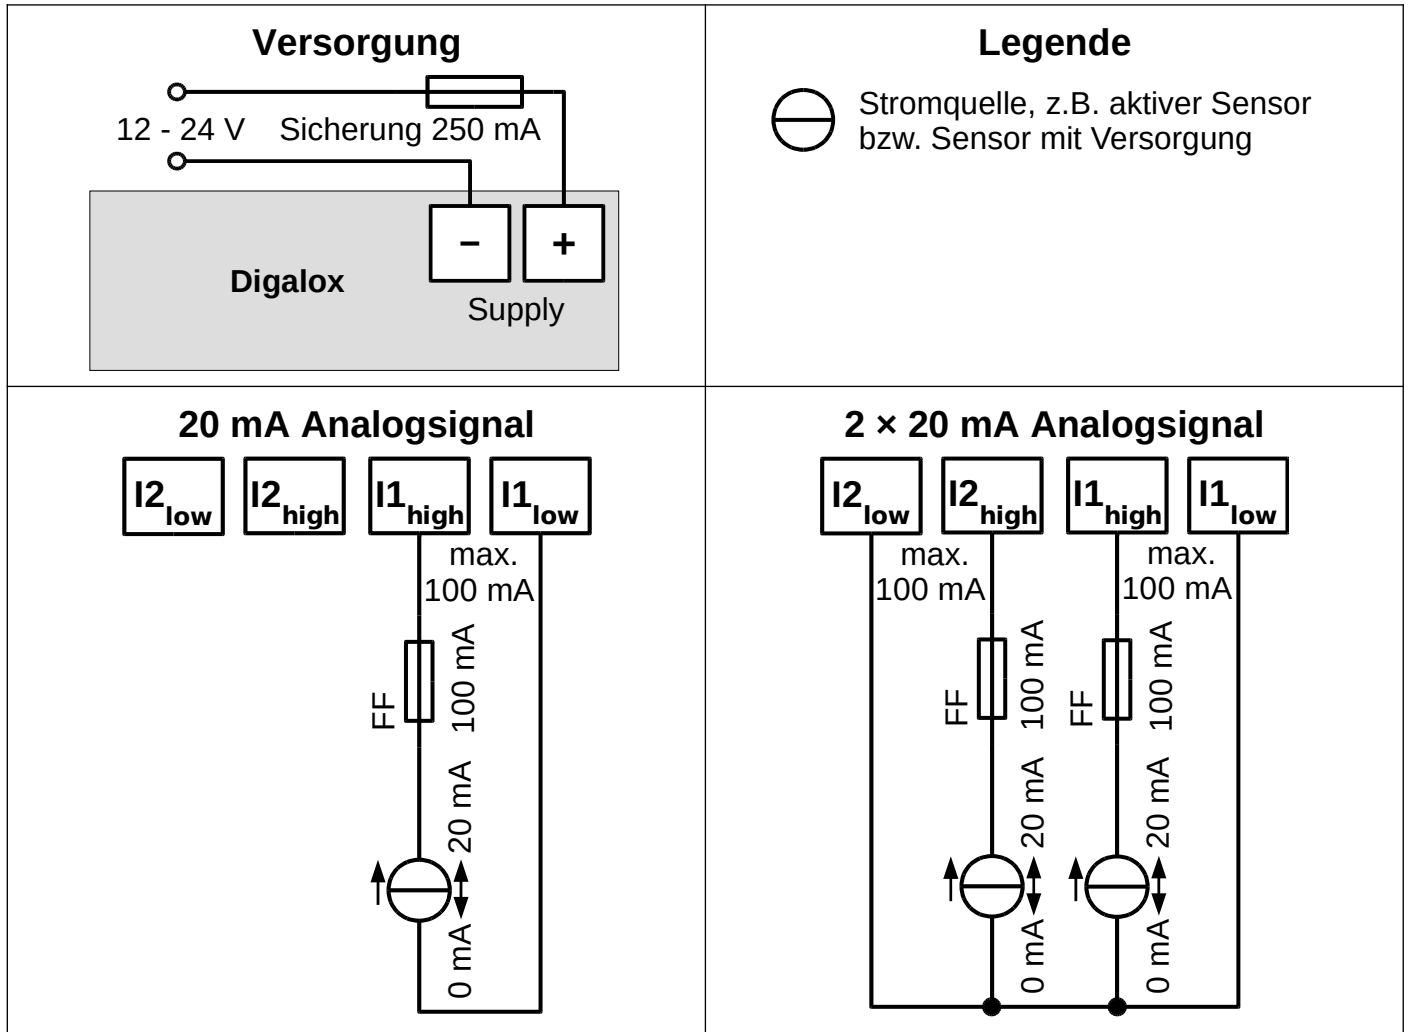 Versorgung
12 - 24 V Sicherung 250 mA
− +
Digalox
Supply
Legende
Stromquelle, z.B. aktiver Sensor
bzw. Sensor mit Versorgung
20 mA Analogsignal
I2low I2high I1high I1low
max.
100 mA
FF
100 mA
20 mA
0 mA
2 × 20 mA Analogsignal
I2low I2high I1high I1low
max.
100 mA
max.
100 mA
FF
100 mA
FF
100 mA
20 mA
20 mA
0 mA
0 mA